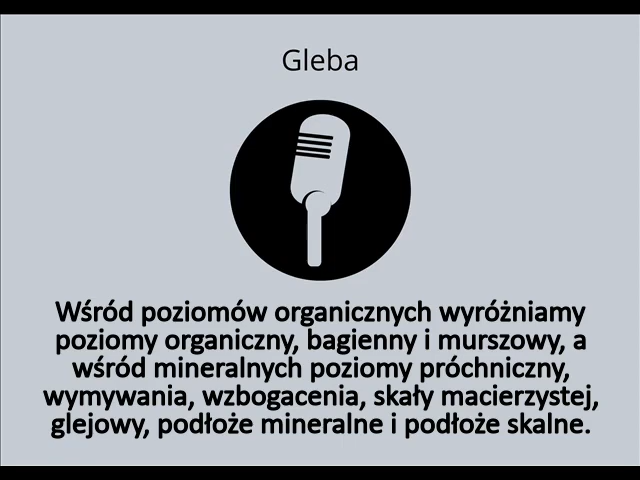 Gleba
Wśród poziomów organicznych wyróżniamy
poziomy organiczny, bagienny i murszowy, a
wśród mineralnych poziomy próchniczny,
wymywania, wzbogacenia, skały macierzystej,
glejowy, podłoże mineralne i podłoże skalne.